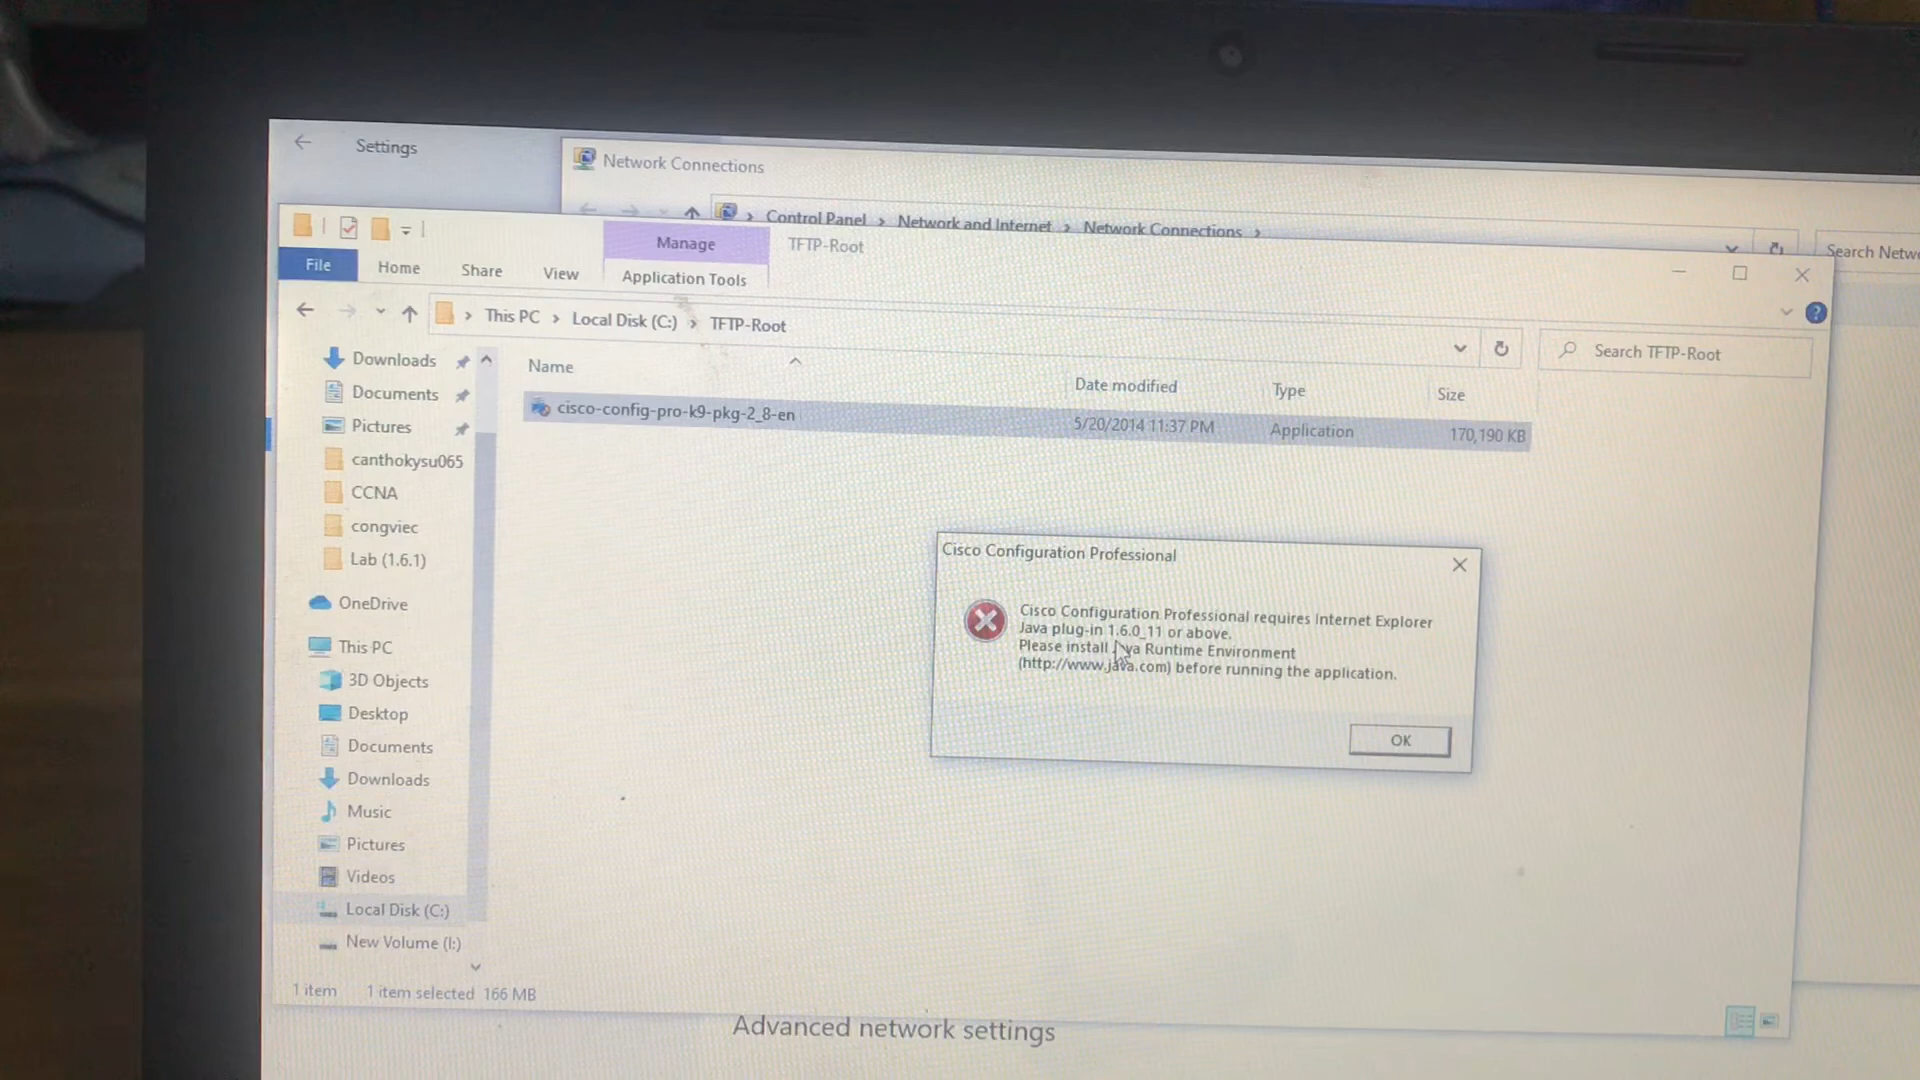 Settings
Network Connections
Control Panel > Network and Internet > Network Connections >
Search Netw
Manage
TFTP-Root
File
Home
Share
View
Application Tools
> This PC > Local Disk (C:) > TFTP-Root
Search TFTP-Root
Name
Date modified
Type
Size
cisco-config-pro-k9-pkg-2_8-en
5/20/2014 11:37 PM
Application
170,190 KB
Downloads
Documents
Pictures
canthokysu065
CCNA
congviec
Lab (1.6.1)
OneDrive
This PC
3D Objects
Desktop
Documents
Downloads
Music
Pictures
Videos
Local Disk (C:)
New Volume (I:)
Cisco Configuration Professional
Cisco Configuration Professional requires Internet Explorer
Java plug-in 1.6.0_11 or above.
Please install Java Runtime Environment
(http://www.java.com) before running the application.
OK
1 item
1 item selected 166 MB
Advanced network settings